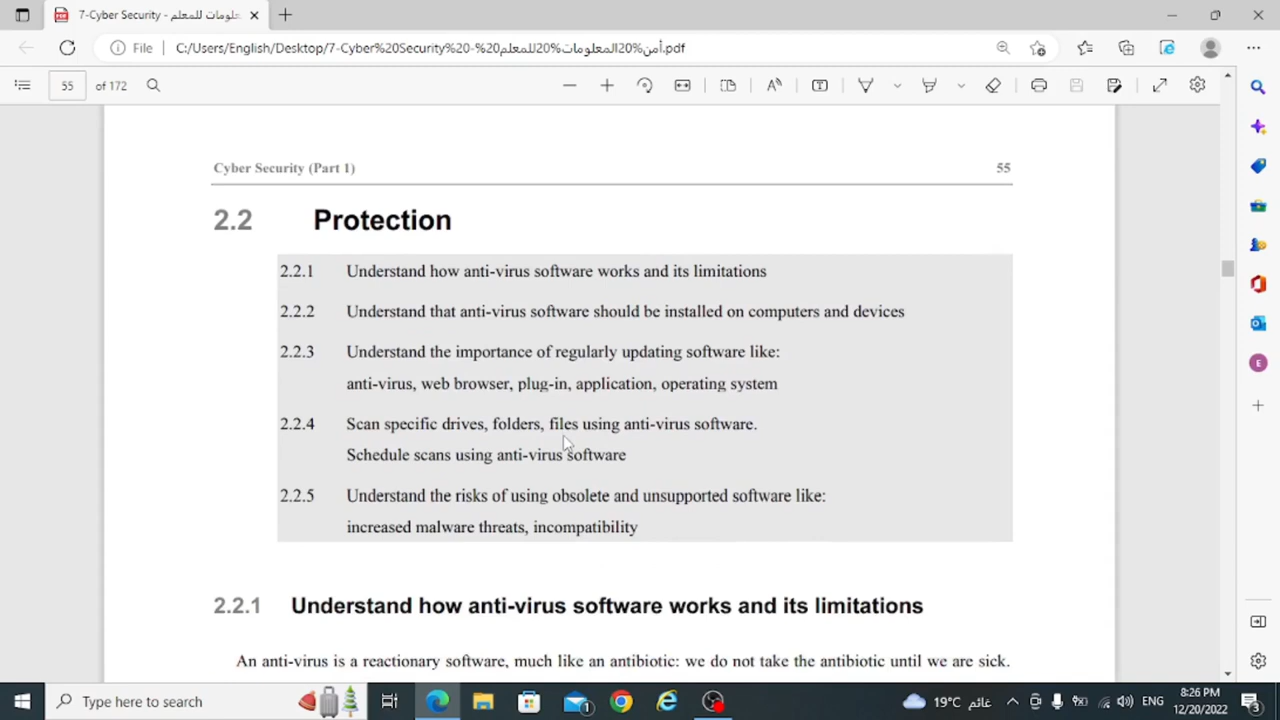 7-Cyber Security - أمن المعلومات للمعلم
File
C:/Users/English/Desktop/7-Cyber%20Security%20-%20أمن%20المعلومات%20للمعلم.pdf
55
of 172
Cyber Security (Part 1)
55
2.2 Protection
2.2.1 Understand how anti-virus software works and its limitations
2.2.2 Understand that anti-virus software should be installed on computers and devices
2.2.3 Understand the importance of regularly updating software like:
anti-virus, web browser, plug-in, application, operating system
2.2.4 Scan specific drives, folders, files using anti-virus software.
Schedule scans using anti-virus software
2.2.5 Understand the risks of using obsolete and unsupported software like:
increased malware threats, incompatibility
2.2.1 Understand how anti-virus software works and its limitations
An anti-virus is a reactionary software, much like an antibiotic: we do not take the antibiotic until we are sick.
Type here to search
1
19°C غائم
ENG
8:26 PM
12/20/2022
3